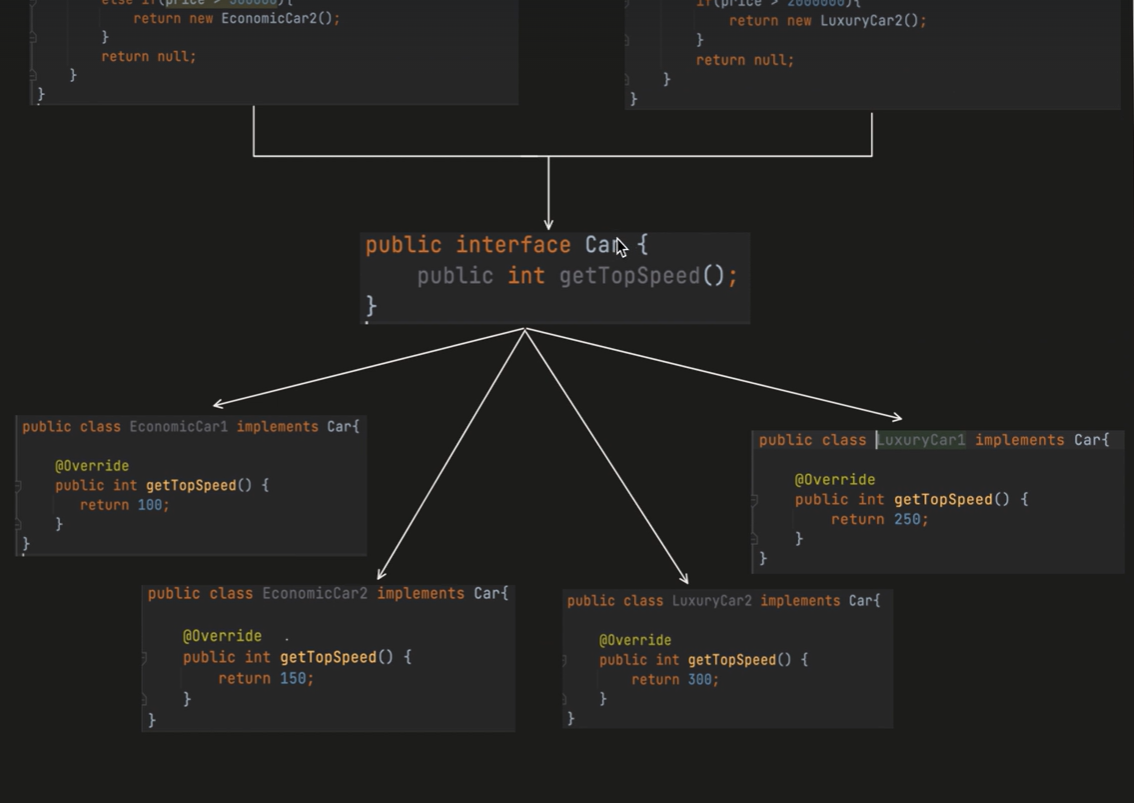 else if(price > 300000){
return new EconomicCar2();
}
return null;
}
}
if(price > 2000000){
return new LuxuryCar2();
}
return null;
}
}
public interface Car {
public int getTopSpeed();
}
public class EconomicCar1 implements Car{
@Override
public int getTopSpeed() {
return 100;
}
}
public class LuxuryCar1 implements Car{
@Override
public int getTopSpeed() {
return 250;
}
}
public class EconomicCar2 implements Car{
@Override
public int getTopSpeed() {
return 150;
}
}
public class LuxuryCar2 implements Car{
@Override
public int getTopSpeed() {
return 300;
}
}